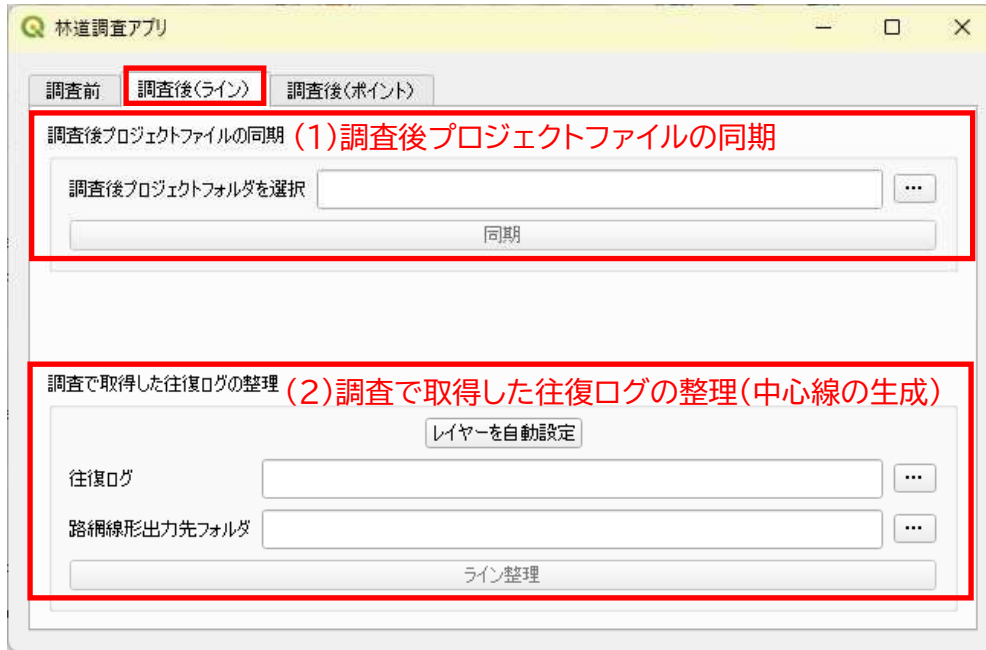 林道調査アプリ
調査前 調査後(ライン) 調査後(ポイント)
調査後プロジェクトファイルの同期 (1)調査後プロジェクトファイルの同期
調査後プロジェクトフォルダを選択 ...
同期
調査で取得した往復ログの整理 (2)調査で取得した往復ログの整理(中心線の生成)
レイヤーを自動設定
往復ログ ...
路網線形出力先フォルダ ...
ライン整理